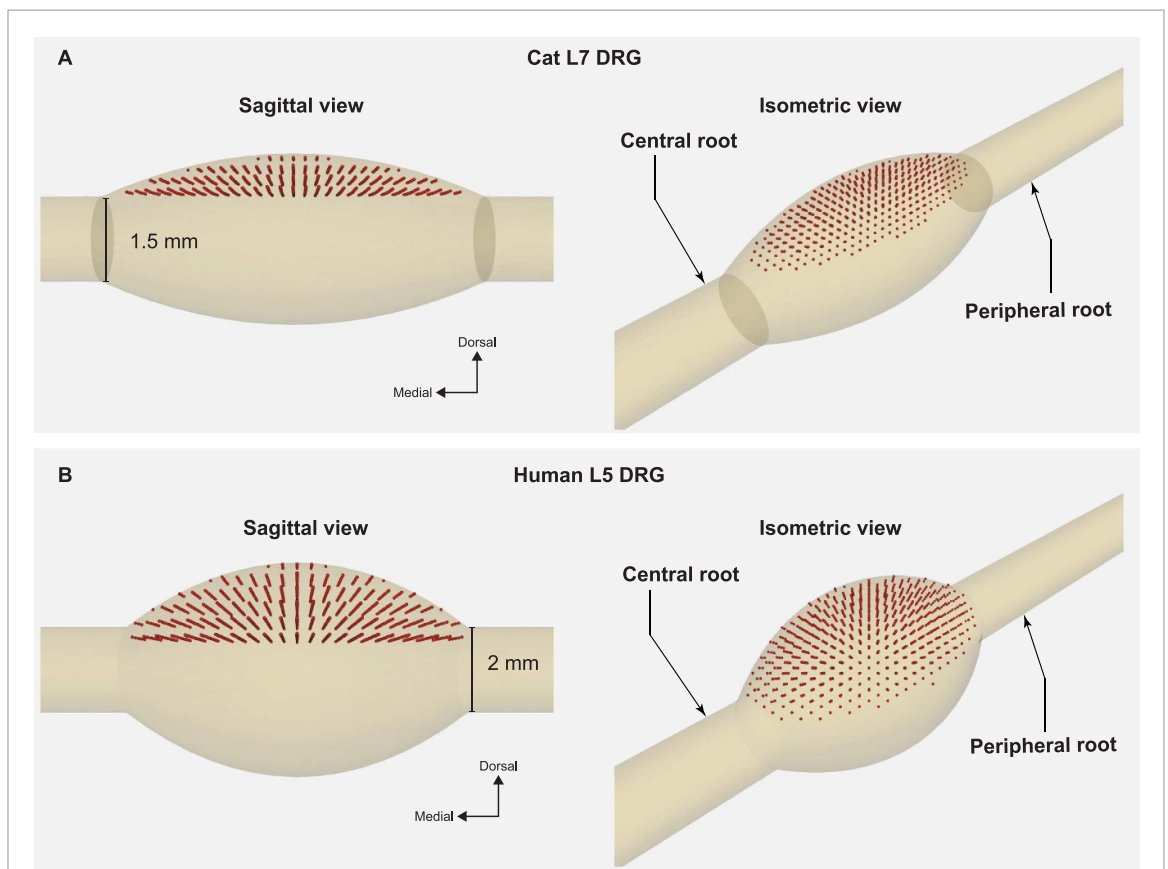 A
Cat L7 DRG
Sagittal view
Isometric view
Central root
1.5 mm
Peripheral root
Dorsal
Medial
B
Human L5 DRG
Sagittal view
Isometric view
Central root
2 mm
Peripheral root
Dorsal
Medial